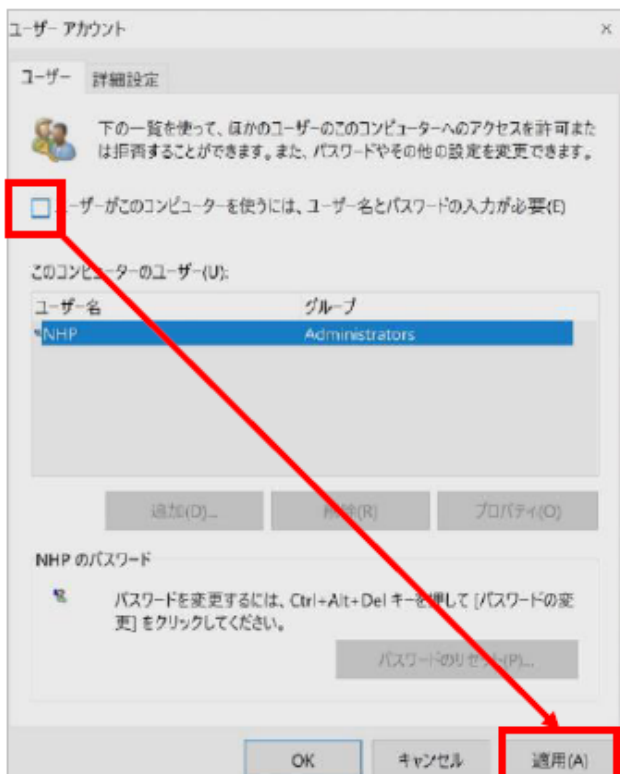 ユーザー アカウント
ユーザー 詳細設定
下の一覧を使って、ほかのユーザーのこのコンピューターへのアクセスを許可また
は拒否することができます。また、パスワードやその他の設定を変更できます。
ーザーがこのコンピューターを使うには、ユーザー名とパスワードの入力が必要(E)
このコンピューターのユーザー(U):
ユーザー名 グループ
NHP Administrators
追加(D)... 削除(R) プロパティ(O)
NHP のパスワード
パスワードを変更するには、Ctrl+Alt+Del キーを押して [パスワードの変
更] をクリックしてください。
パスワードのリセット(P)...
OK キャンセル 適用(A)